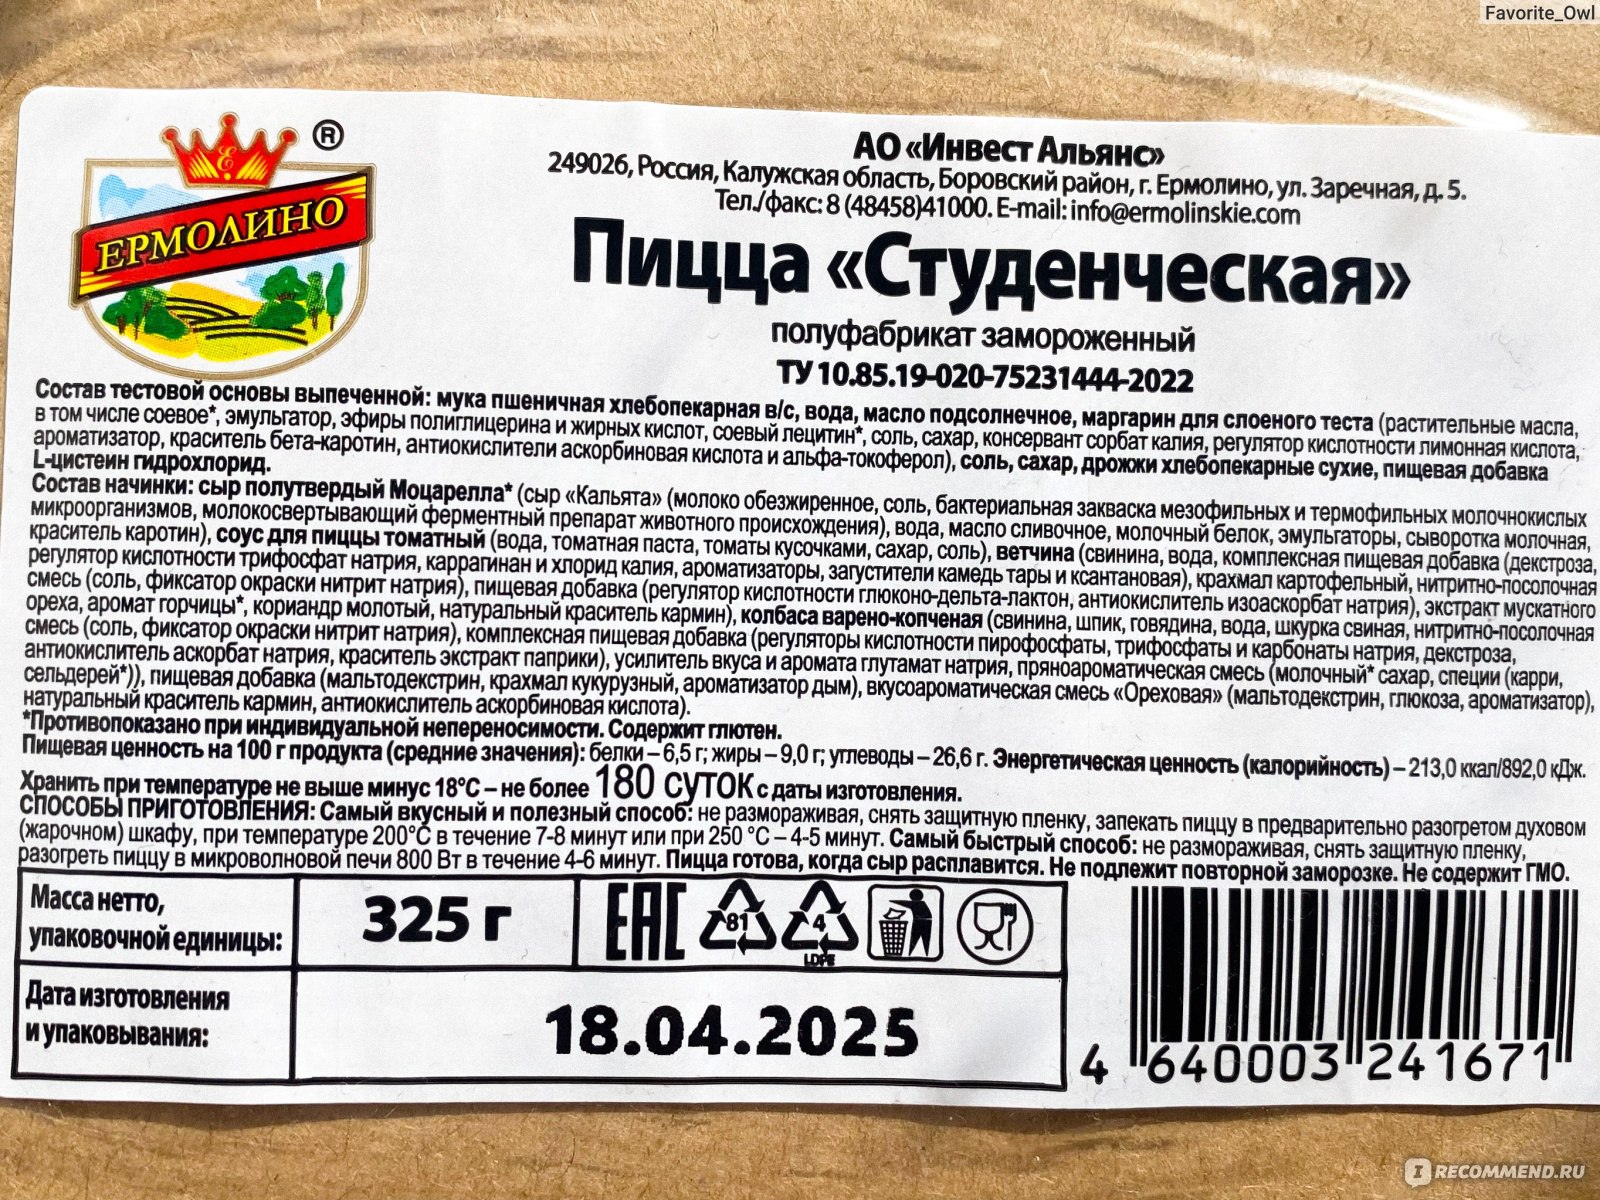 Favorite_Owl
Е
®
ЕРМОЛИНО
АО «Инвест Альянс»
249026, Россия, Калужская область, Боровский район, г. Ермолино, ул. Заречная, д. 5.
Тел./факс: 8 (48458)41000. E-mail: info@ermolinskie.com
Пицца «Студенческая»
полуфабрикат замороженный
ТУ 10.85.19-020-75231444-2022
Состав тестовой основы выпеченной: мука пшеничная хлебопекарная в/с, вода, масло подсолнечное, маргарин для слоеного теста (растительные масла,
в том числе соевое*, эмульгатор, эфиры полиглицерина и жирных кислот, соевый лецитин*, соль, сахар, консервант сорбат калия, регулятор кислотности лимонная кислота,
ароматизатор, краситель бета-каротин, антиокислители аскорбиновая кислота и альфа-токоферол), соль, сахар, дрожжи хлебопекарные сухие, пищевая добавка
L-цистеин гидрохлорид.
Состав начинки: сыр полутвердый Моцарелла* (сыр «Кальята» (молоко обезжиренное, соль, бактериальная закваска мезофильных и термофильных молочнокислых
микроорганизмов, молокосвертывающий ферментный препарат животного происхождения), вода, масло сливочное, молочный белок, эмульгаторы, сыворотка молочная,
краситель каротин), соус для пиццы томатный (вода, томатная паста, томаты кусочками, сахар, соль), ветчина (свинина, вода, комплексная пищевая добавка (декстроза,
регулятор кислотности трифосфат натрия, каррагинан и хлорид калия, ароматизаторы, загустители камедь тары и ксантановая), крахмал картофельный, нитритно-посолочная
смесь (соль, фиксатор окраски нитрит натрия), пищевая добавка (регулятор кислотности глюконо-дельта-лактон, антиокислитель изоаскорбат натрия), экстракт мускатного
ореха, аромат горчицы*, кориандр молотый, натуральный краситель кармин), колбаса варено-копченая (свинина, шпик, говядина, вода, шкурка свиная, нитритно-посолочная
смесь (соль, фиксатор окраски нитрит натрия), комплексная пищевая добавка (регуляторы кислотности пирофосфаты, трифосфаты и карбонаты натрия, декстроза,
антиокислитель аскорбат натрия, краситель экстракт паприки), усилитель вкуса и аромата глутамат натрия, пряноароматическая смесь (молочный* сахар, специи (карри,
сельдерей*)), пищевая добавка (мальтодекстрин, крахмал кукурузный, ароматизатор дым), вкусоароматическая смесь «Ореховая» (мальтодекстрин, глюкоза, ароматизатор),
натуральный краситель кармин, антиокислитель аскорбиновая кислота).
*Противопоказано при индивидуальной непереносимости. Содержит глютен.
Пищевая ценность на 100 г продукта (средние значения): белки – 6,5 г; жиры – 9,0 г; углеводы – 26,6 г. Энергетическая ценность (калорийность) – 213,0 ккал/892,0 кДж.
Хранить при температуре не выше минус 18°С – не более 180 суток с даты изготовления.
СПОСОБЫ ПРИГОТОВЛЕНИЯ: Самый вкусный и полезный способ: не размораживая, снять защитную пленку, запекать пиццу в предварительно разогретом духовом
(жарочном) шкафу, при температуре 200°С в течение 7-8 минут или при 250 °С – 4-5 минут. Самый быстрый способ: не размораживая, снять защитную пленку,
разогреть пиццу в микроволновой печи 800 Вт в течение 4-6 минут. Пицца готова, когда сыр расплавится. Не подлежит повторной заморозке. Не содержит ГМО.
Масса нетто,
упаковочной единицы:
325 г
ЕАС
81
4
LDPE
Дата изготовления
и упаковывания:
18.04.2025
4 640003 241671
IRECOMMEND.RU